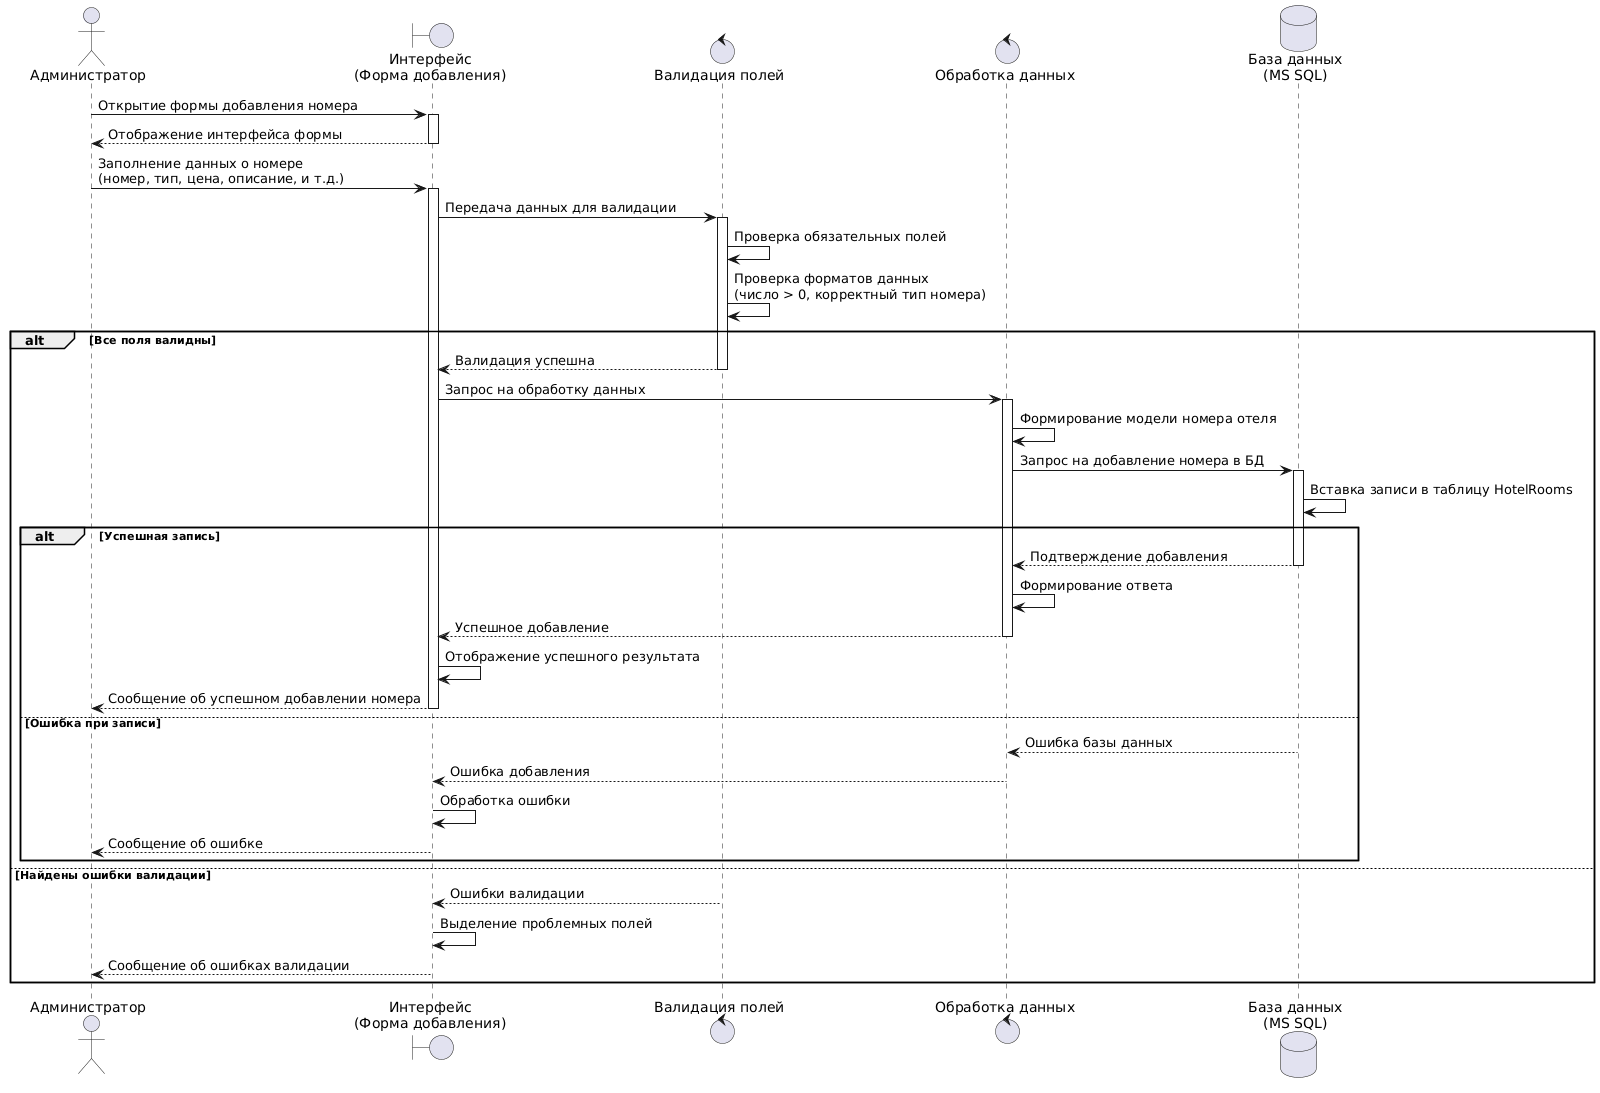 Администратор
Интерфейс
(Форма добавления)
Валидация полей
Обработка данных
База данных
(MS SQL)
Открытие формы добавления номера
Отображение интерфейса формы
Заполнение данных о номере
(номер, тип, цена, описание, и т.д.)
Передача данных для валидации
Проверка обязательных полей
Проверка форматов данных
(число > 0, корректный тип номера)
alt [Все поля валидны]
Валидация успешна
Запрос на обработку данных
Формирование модели номера отеля
Запрос на добавление номера в БД
Вставка записи в таблицу HotelRooms
alt [Успешная запись]
Подтверждение добавления
Формирование ответа
Успешное добавление
Отображение успешного результата
Сообщение об успешном добавлении номера
[Ошибка при записи]
Ошибка базы данных
Ошибка добавления
Обработка ошибки
Сообщение об ошибке
[Найдены ошибки валидации]
Ошибки валидации
Выделение проблемных полей
Сообщение об ошибках валидации
Администратор
Интерфейс
(Форма добавления)
Валидация полей
Обработка данных
База данных
(MS SQL)